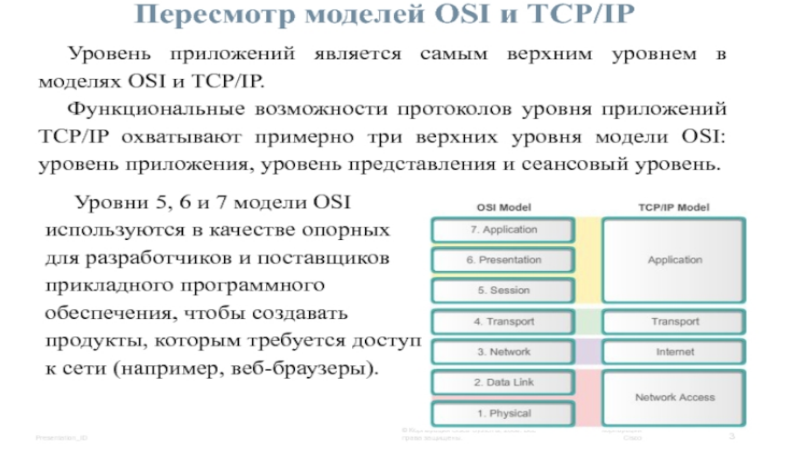 Пересмотр моделей OSI и TCP/IP
Уровень приложений является самым верхним уровнем в
моделях OSI и TCP/IP.
Функциональные возможности протоколов уровня приложений
TCP/IP охватывают примерно три верхних уровня модели OSI:
уровень приложения, уровень представления и сеансовый уровень.
Уровни 5, 6 и 7 модели OSI
используются в качестве опорных
для разработчиков и поставщиков
прикладного программного
обеспечения, чтобы создавать
продукты, которым требуется доступ
к сети (например, веб-браузеры).
OSI Model
TCP/IP Model
7. Application
6. Presentation
5. Session
Application
4. Transport
Transport
3. Network
Internet
2. Data Link
1. Physical
Network Access
Presentation_ID
права защищены.
Cisco
3